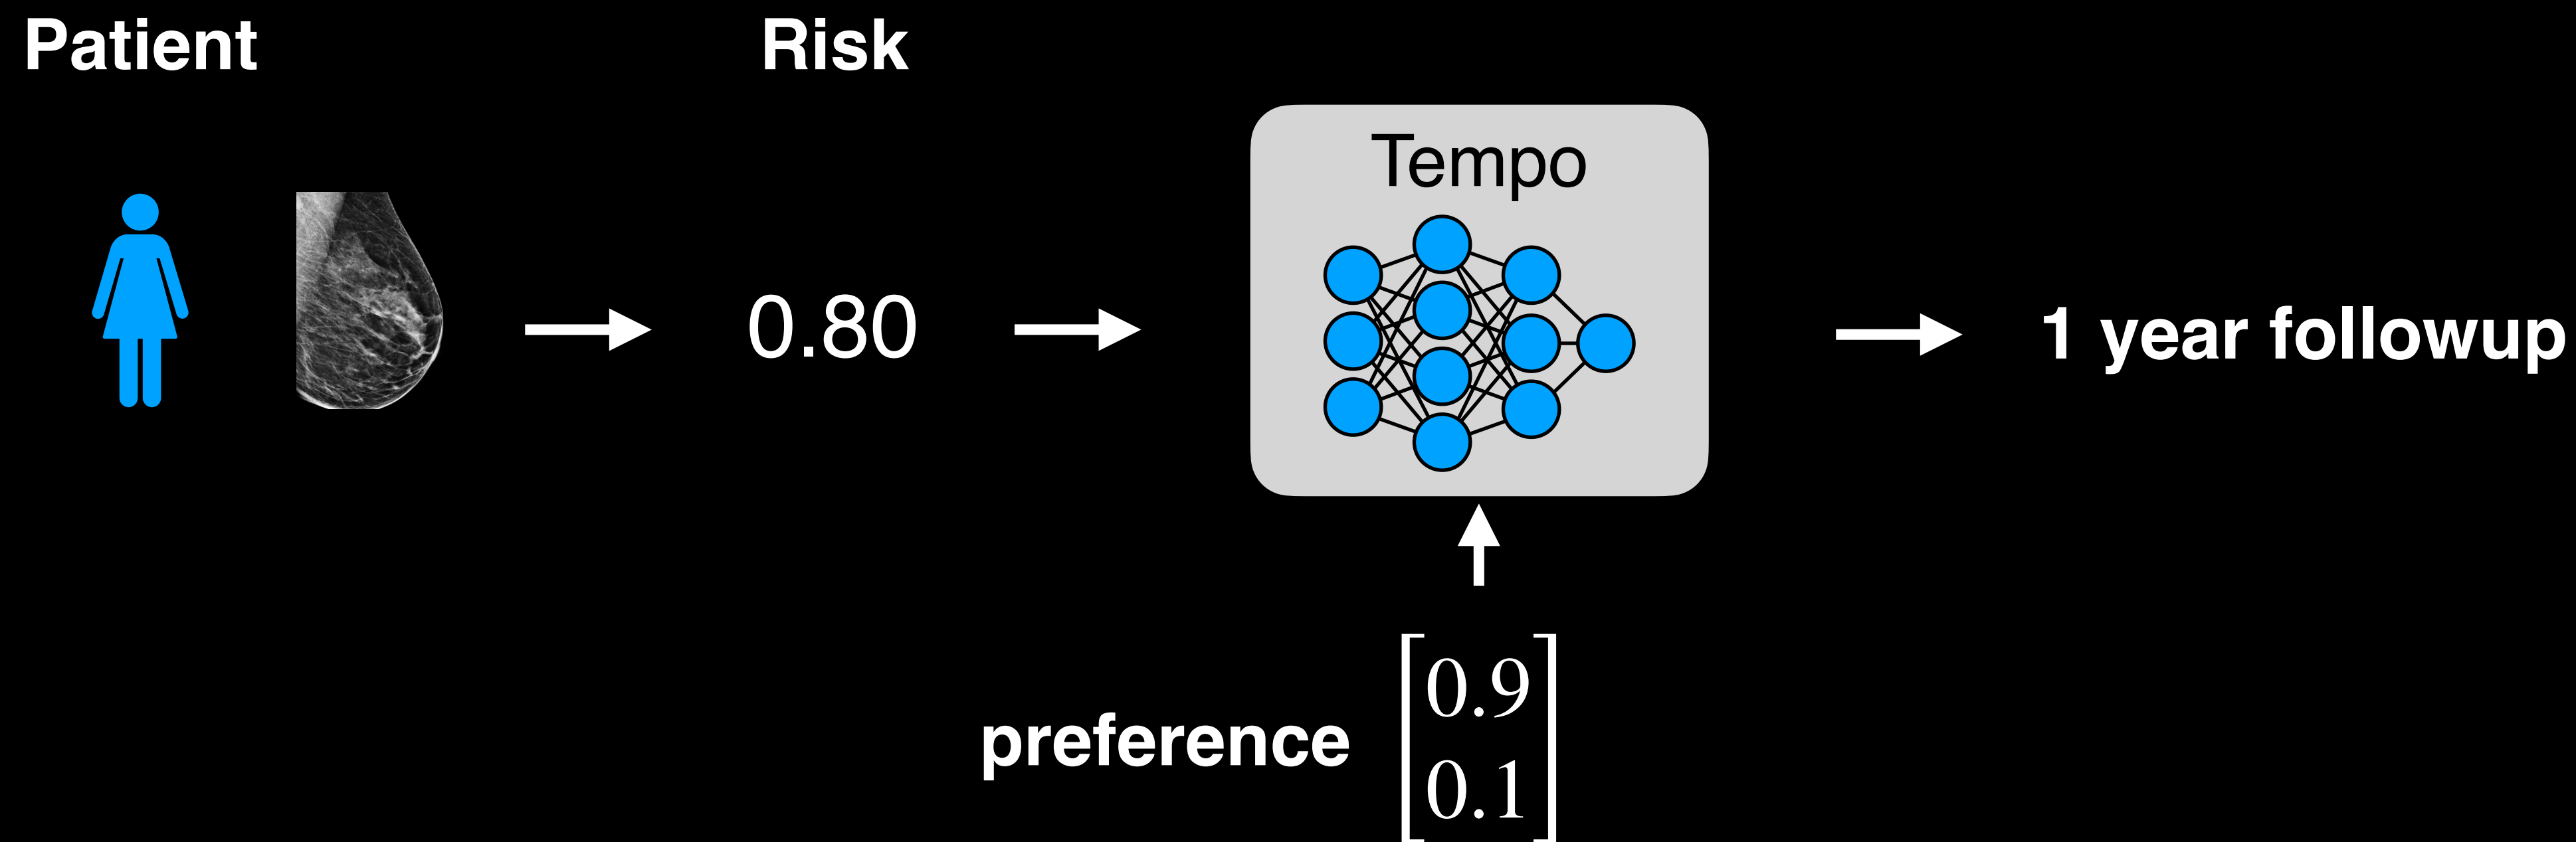 Patient
Risk
Tempo
0.80
1 year followup
preference
0.9
0.1